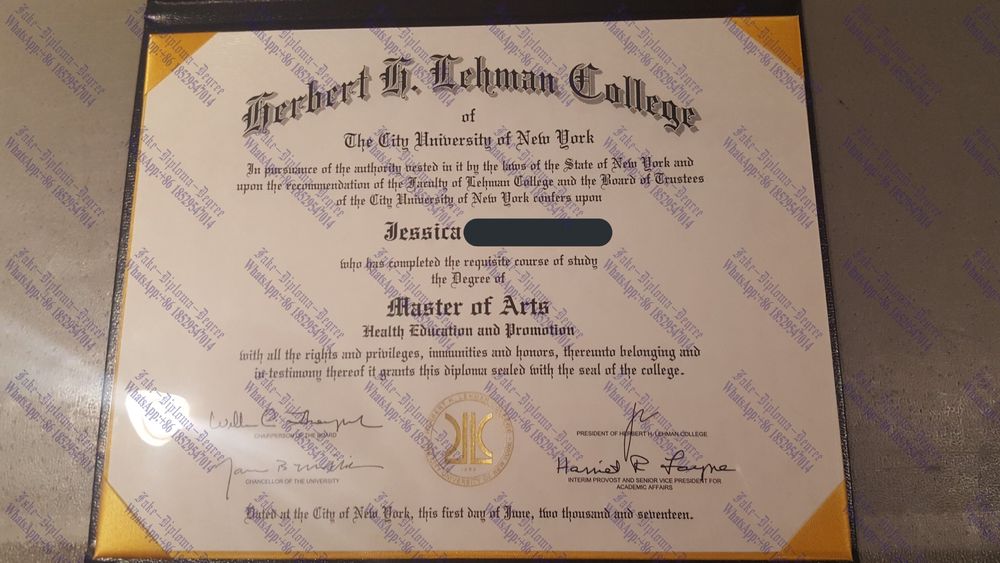 Herbert H. Lehman College
of
The City University of New York
In pursuance of the authority vested in it by the laws of the State of New York and
upon the recommendation of the Faculty of Lehman College and the Board of Trustees
of the City University of New York confers upon
Jessica
who has completed the requisite course of study
the Degree of
Master of Arts
Health Education and Promotion
with all the rights and privileges, immunities and honors, thereunto belonging and
in testimony thereof it grants this diploma sealed with the seal of the college.
CHAIRPERSON OF THE BOARD
PRESIDENT OF HERBERT H. LEHMAN COLLEGE
CHANCELLOR OF THE UNIVERSITY
Harriet R Fayne
INTERIM PROVOST AND SENIOR VICE PRESIDENT FOR
ACADEMIC AFFAIRS
Dated at the City of New York, this first day of June, two thousand and seventeen.
Fake-Diploma-Degree
WhatsApp:+86 18529547014